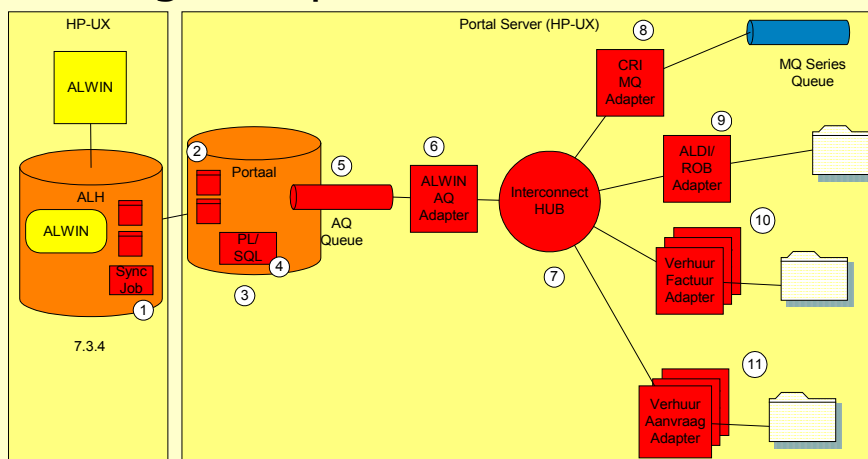 HP-UX
Portal Server (HP-UX)
ALWIN
ALH
ALWIN
Sync
Job
1
7.3.4
2
Portaal
PL/
SQL
4
3
5
AQ
Queue
6
ALWIN
AQ
Adapter
Interconnect
HUB
7
8
CRI
MQ
Adapter
MQ Series
Queue
9
ALDI/
ROB
Adapter
10
Verhuur
Factuur
Adapter
11
Verhuur
Aanvraag
Adapter